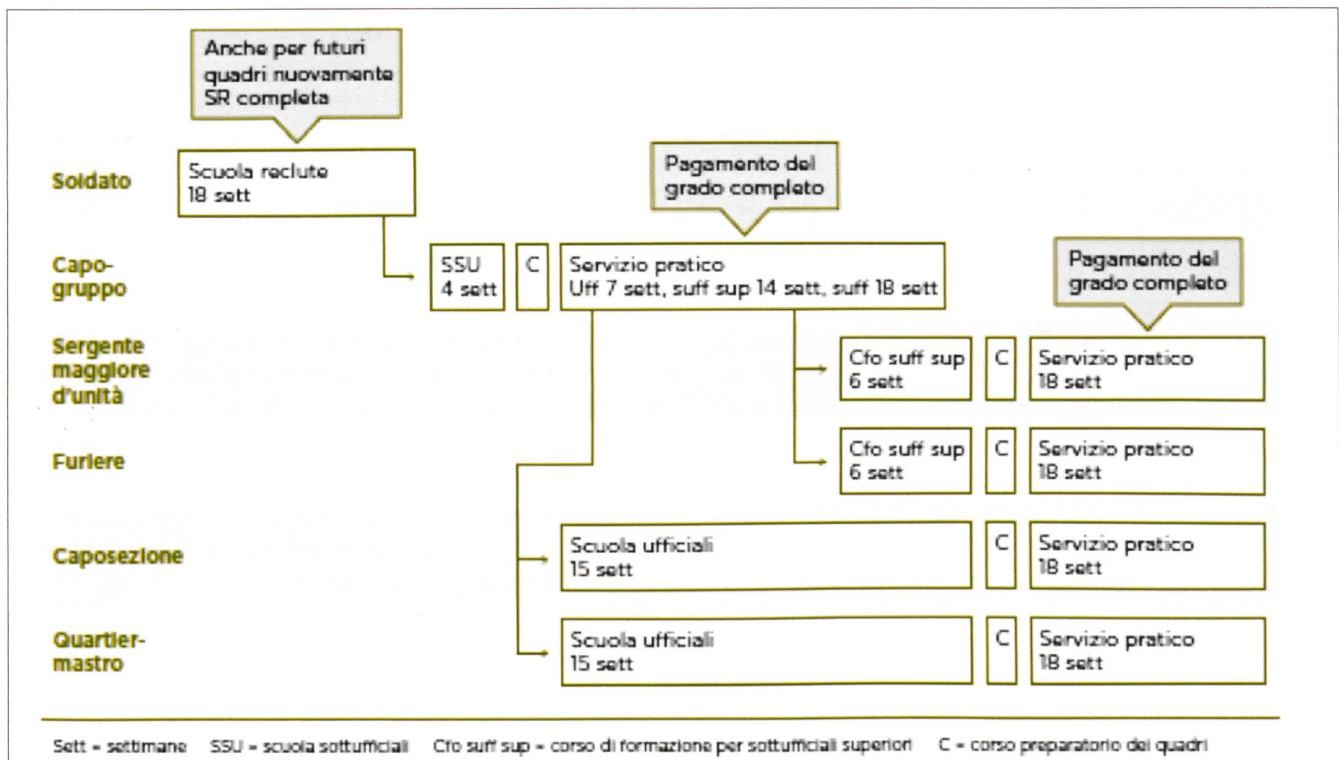 Anche per futuri
quadri nuovamente
SR completa
Soldato
Scuola reclute
18 sett
Pagamento del
grado completo
Capo-
gruppo
SSU
4 sett
C
Servizio pratico
Uff 7 sett, suff sup 14 sett, suff 18 sett
Pagamento del
grado completo
Sergente
maggiore
d'unità
Cfo suff sup
6 sett
C
Servizio pratico
18 sett
Furiere
Cfo suff sup
6 sett
C
Servizio pratico
18 sett
Caposezione
Scuola ufficiali
15 sett
C
Servizio pratico
18 sett
Quartier-
mastro
Scuola ufficiali
15 sett
C
Servizio pratico
18 sett
Sett = settimane SSU = scuola sottufficiali Cfo suff sup = corso di formazione per sottufficiali superiori C = corso preparatorio dei quadri